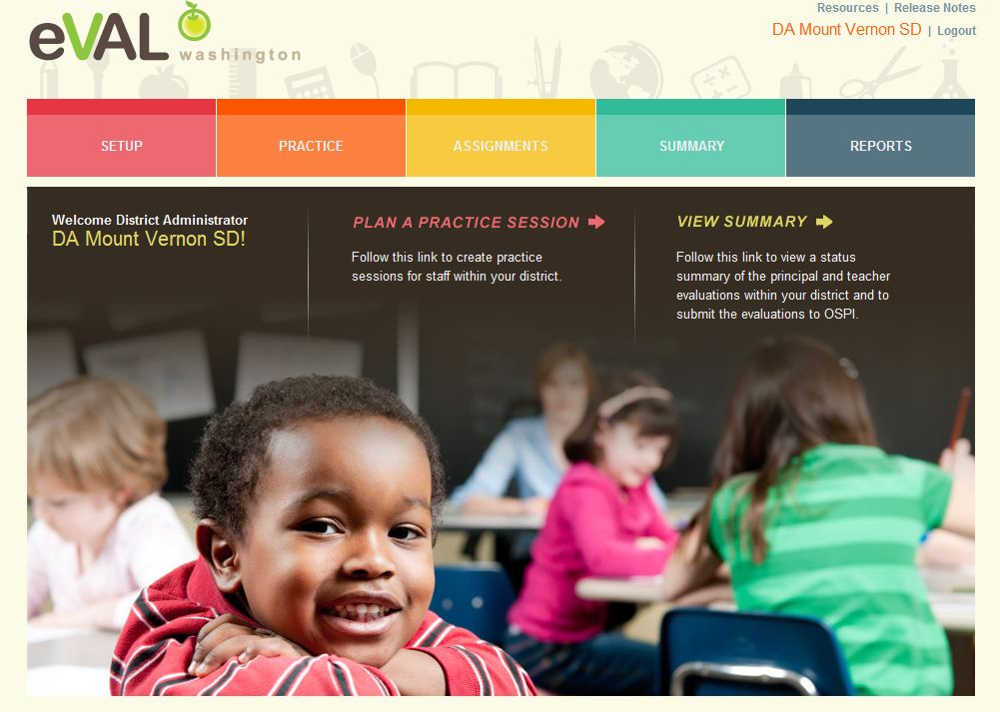 eVAL
washington
Resources | Release Notes
DA Mount Vernon SD | Logout
SETUP
PRACTICE
ASSIGNMENTS
SUMMARY
REPORTS
Welcome District Administrator
DA Mount Vernon SD!
PLAN A PRACTICE SESSION
Follow this link to create practice
sessions for staff within your district.
VIEW SUMMARY
Follow this link to view a status
summary of the principal and teacher
evaluations within your district and to
submit the evaluations to OSPI.